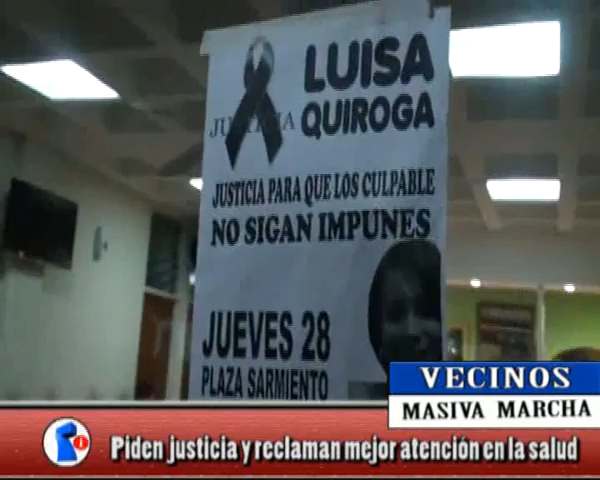 LUISA
JUSTICIA QUIROGA
JUSTICIA PARA QUE LOS CULPABLE
NO SIGAN IMPUNES
JUEVES 28
PLAZA SARMIENTO
VECINOS
MASIVA MARCHA
Piden justicia y reclaman mejor atención en la salud